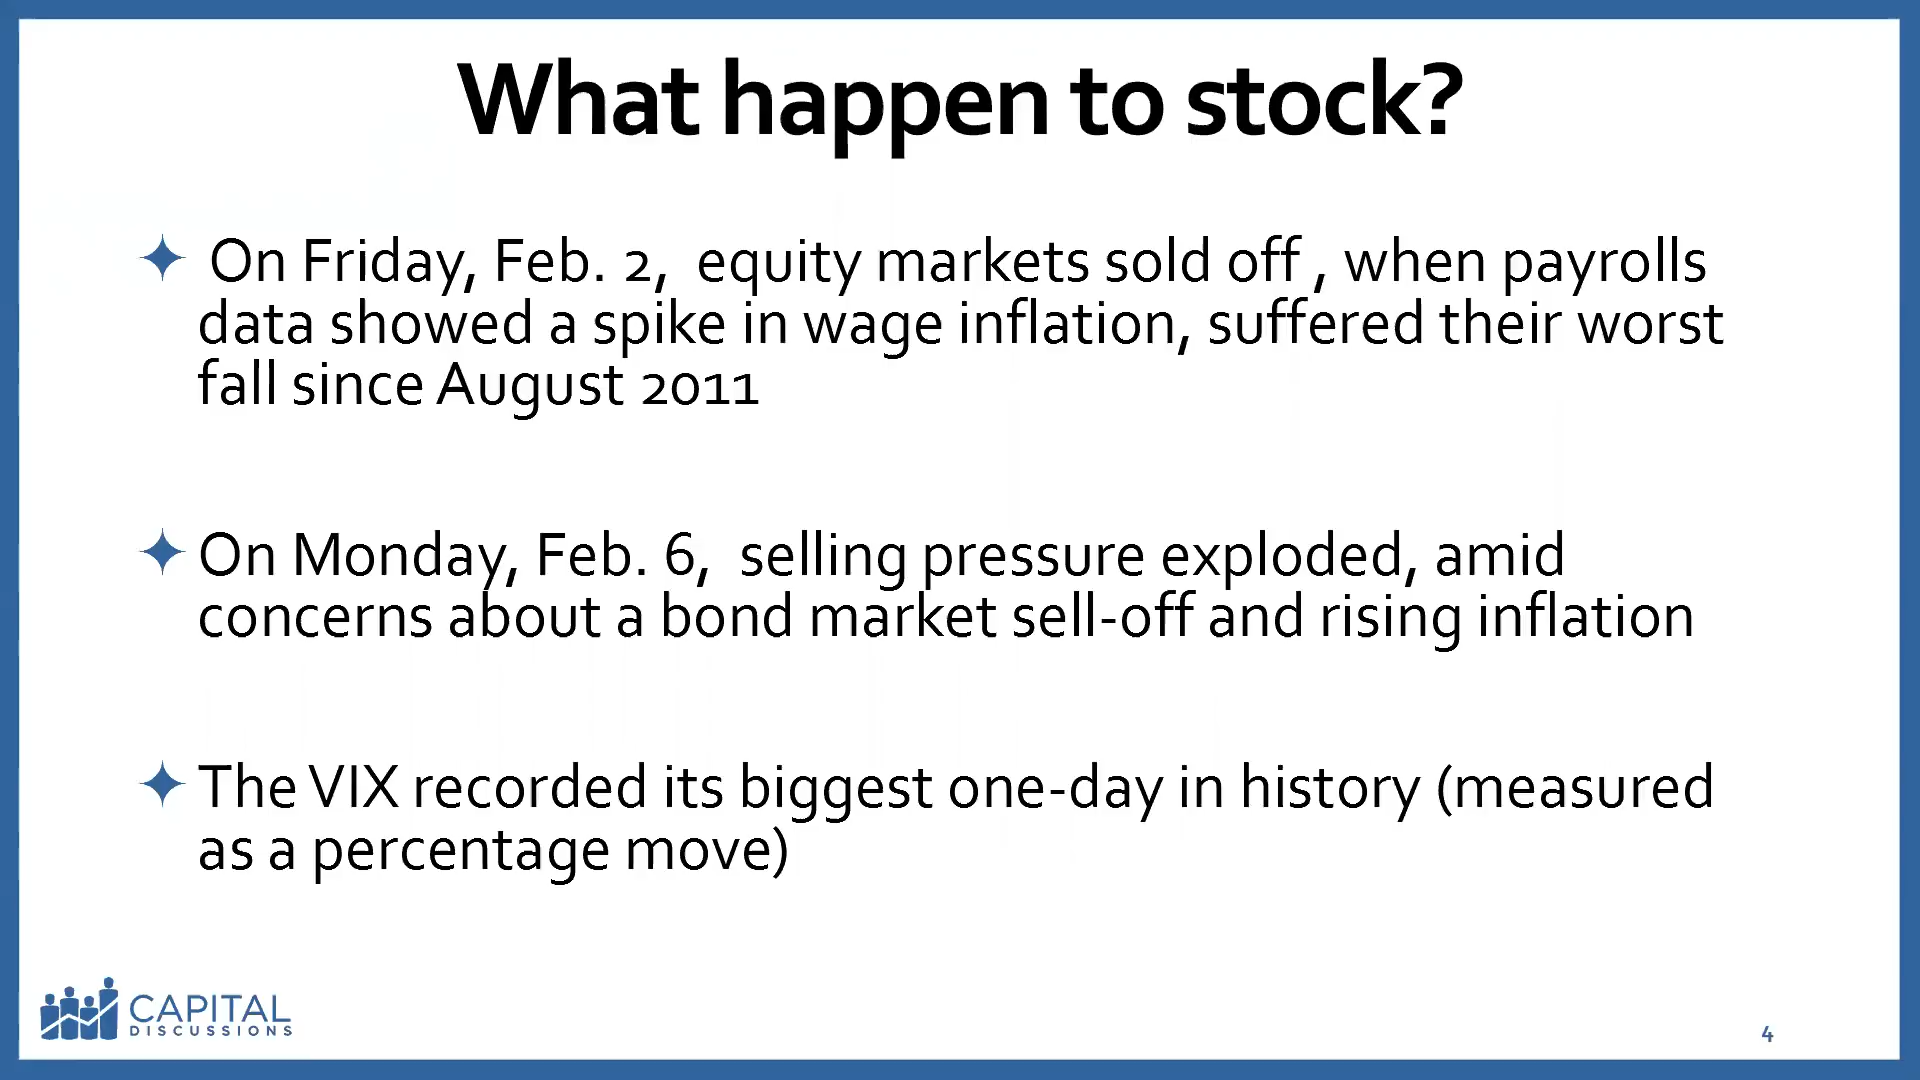 What happen to stock?
On Friday, Feb. 2,  equity markets sold off , when payrolls
data showed a spike in wage inflation, suffered their worst
fall since August 2011
On Monday, Feb. 6,  selling pressure exploded, amid
concerns about a bond market sell-off and rising inflation
The VIX recorded its biggest one-day in history (measured
as a percentage move)
CAPITAL
DISCUSSIONS
4